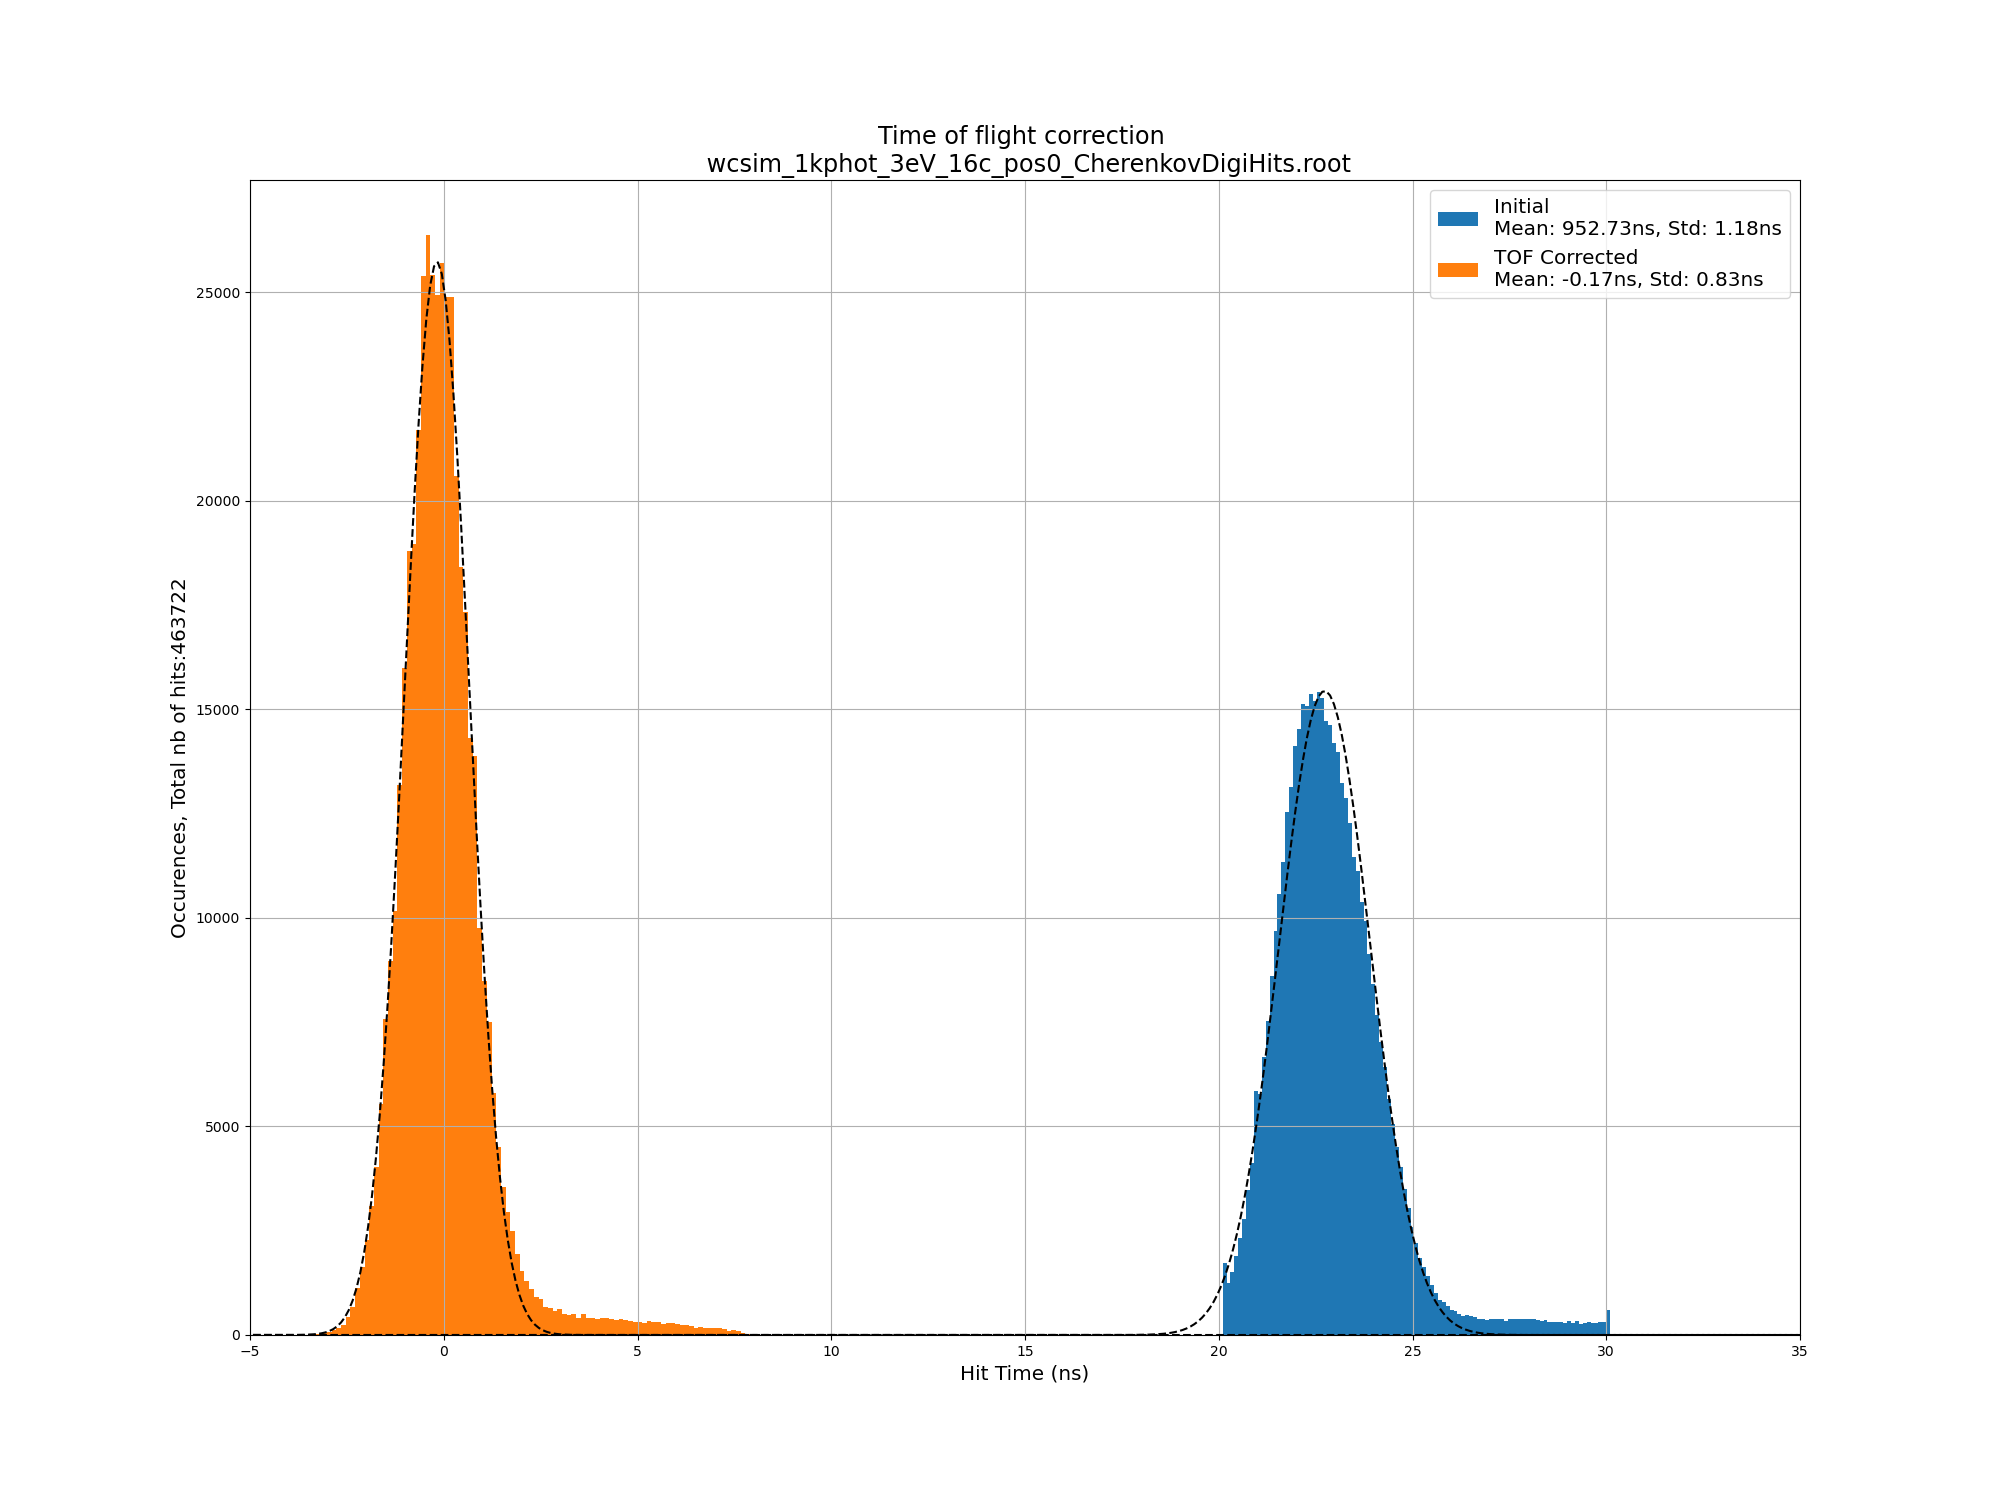 Time of flight correction
wcsim_1kphot_3eV_16c_pos0_CherenkovDigiHits.root
Initial
Mean: 952.73ns, Std: 1.18ns
TOF Corrected
Mean: -0.17ns, Std: 0.83ns
Occurences, Total nb of hits:463722
25000
20000
15000
10000
5000
0
−5 0 5 10 15 20 25 30 35
Hit Time (ns)